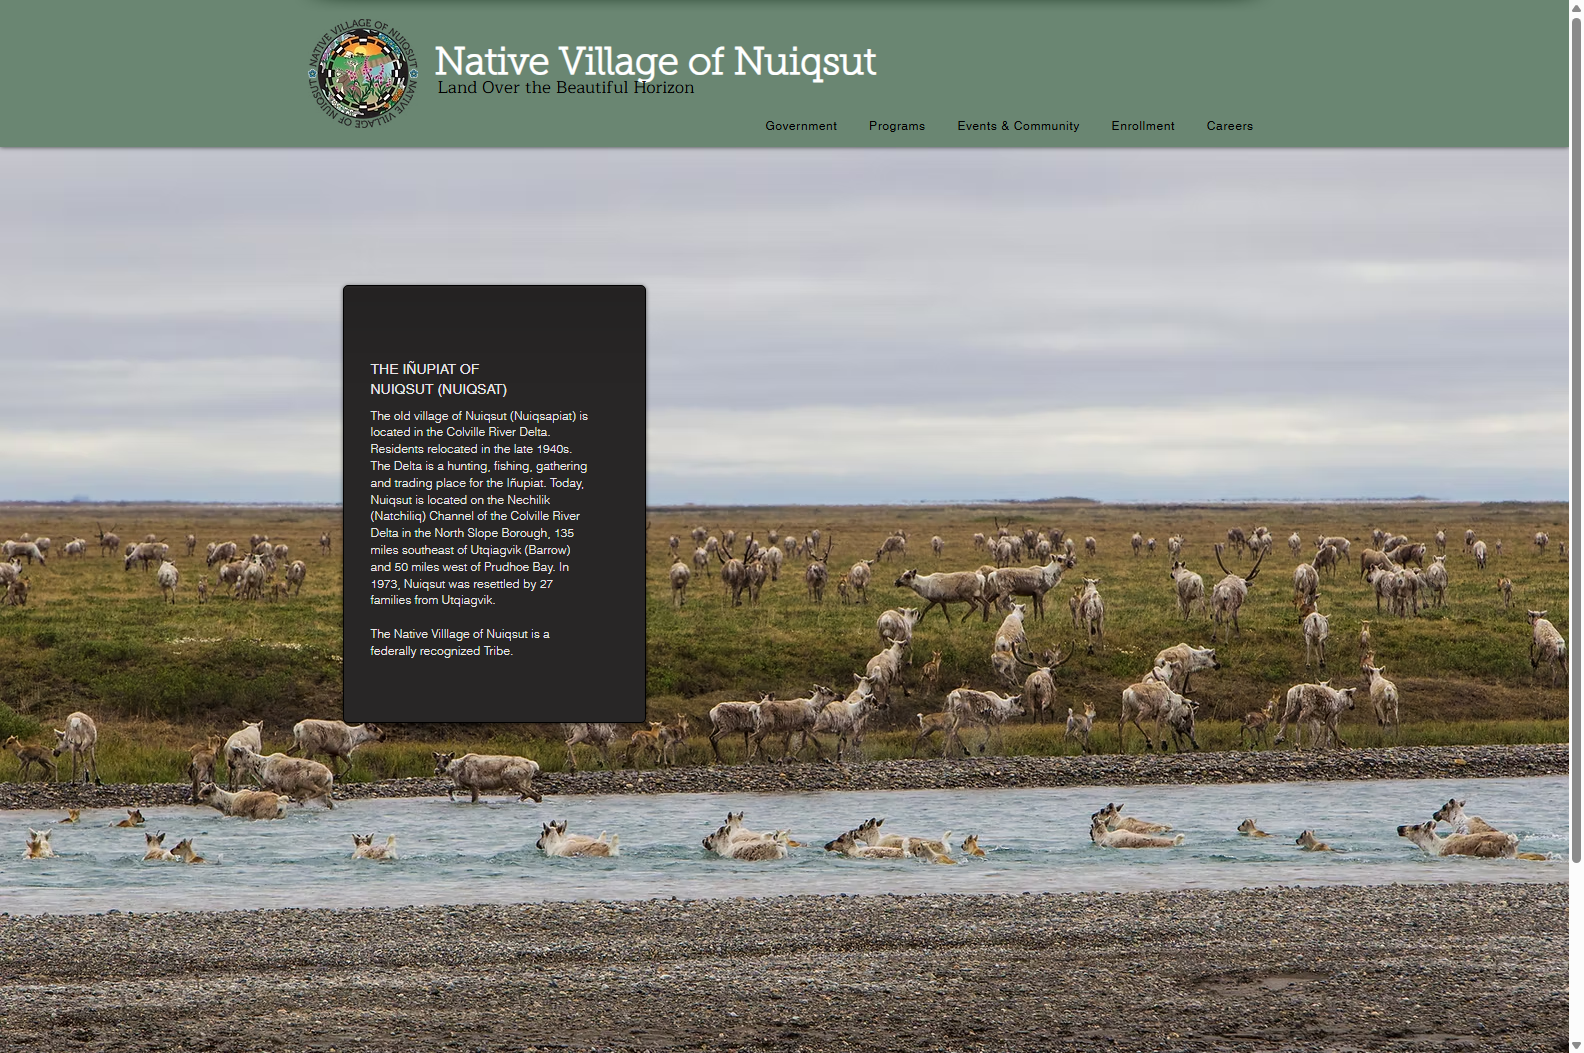 NATIVE VILLAGE OF NUIQSUT
NATIVE VILLAGE OF NUIQSUT
Native Village of Nuiqsut
Land Over the Beautiful Horizon
Government Programs Events & Community Enrollment Careers
THE IÑUPIAT OF
NUIQSUT (NUIQSAT)
The old village of Nuiqsut (Nuiqsapiat) is
located in the Colville River Delta.
Residents relocated in the late 1940s.
The Delta is a hunting, fishing, gathering
and trading place for the Iñupiat. Today,
Nuiqsut is located on the Nechilik
(Natchiliq) Channel of the Colville River
Delta in the North Slope Borough, 135
miles southeast of Utqiagvik (Barrow)
and 50 miles west of Prudhoe Bay. In
1973, Nuiqsut was resettled by 27
families from Utqiagvik.
The Native Villlage of Nuiqsut is a
federally recognized Tribe.